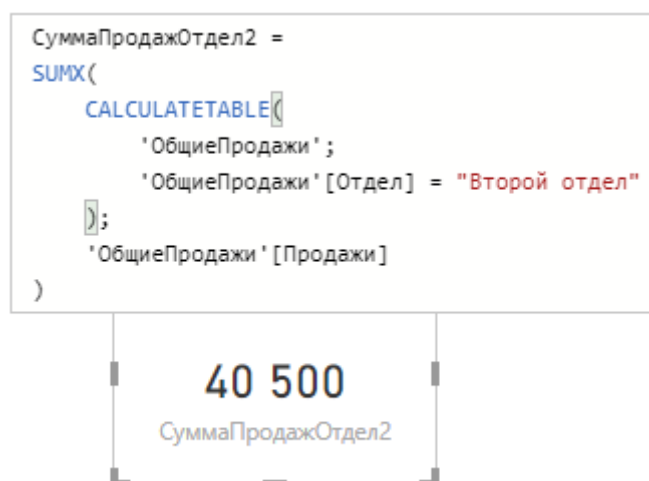 СуммаПродажОтдел2 =
SUMX(
    CALCULATETABLE(
        'ОбщиеПродажи';
        'ОбщиеПродажи'[Отдел] = "Второй отдел"
    );
    'ОбщиеПродажи'[Продажи]
)
40 500
СуммаПродажОтдел2